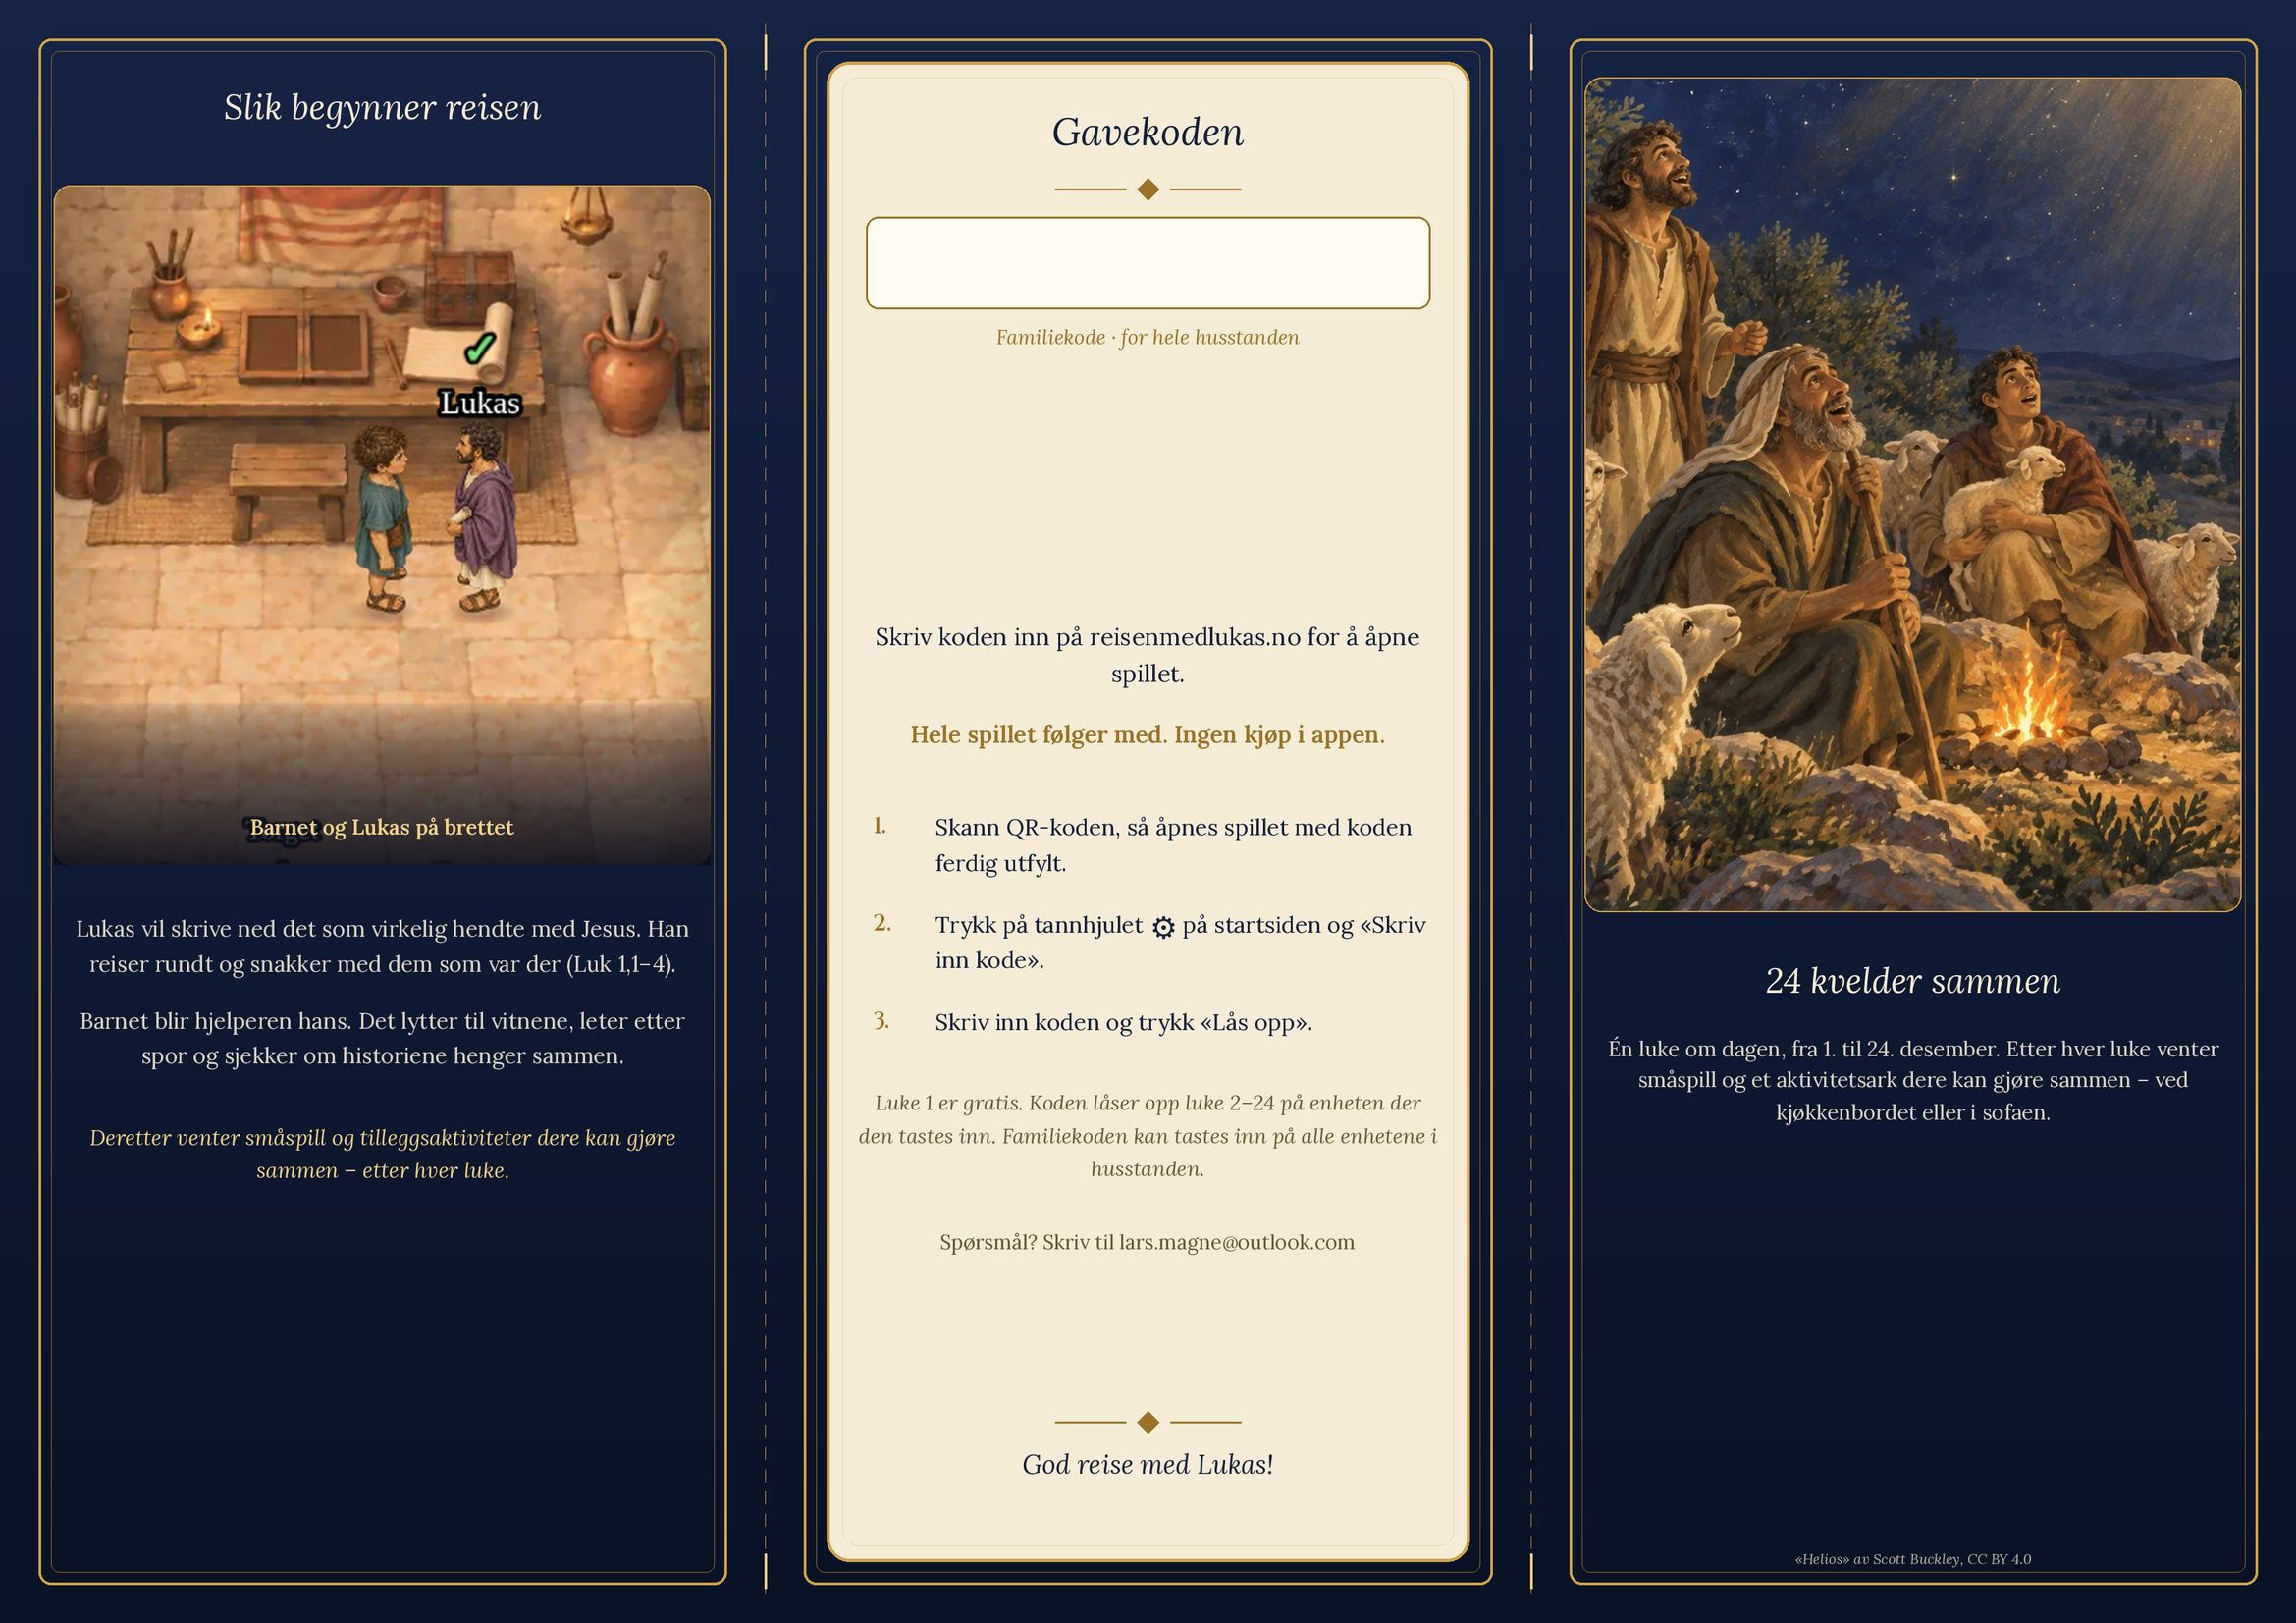 Slik begynner reisen
Lukas
Barnet og Lukas på brettet
Lukas vil skrive ned det som virkelig hendte med Jesus. Han
reiser rundt og snakker med dem som var der (Luk 1,1–4).
Barnet blir hjelperen hans. Det lytter til vitnene, leter etter
spor og sjekker om historiene henger sammen.
Deretter venter småspill og tilleggsaktiviteter dere kan gjøre
sammen – etter hver luke.
Gavekoden
Familiekode · for hele husstanden
Skriv koden inn på reisenmedlukas.no for å åpne
spillet.
Hele spillet følger med. Ingen kjøp i appen.
1. Skann QR-koden, så åpnes spillet med koden
ferdig utfylt.
2. Trykk på tannhjulet ⚙ på startsiden og «Skriv
inn kode».
3. Skriv inn koden og trykk «Lås opp».
Luke 1 er gratis. Koden låser opp luke 2–24 på enheten der
den tastes inn. Familiekoden kan tastes inn på alle enhetene i
husstanden.
Spørsmål? Skriv til lars.magne@outlook.com
God reise med Lukas!
24 kvelder sammen
Én luke om dagen, fra 1. til 24. desember. Etter hver luke venter
småspill og et aktivitetsark dere kan gjøre sammen – ved
kjøkkenbordet eller i sofaen.
«Helios» av Scott Buckley, CC BY 4.0